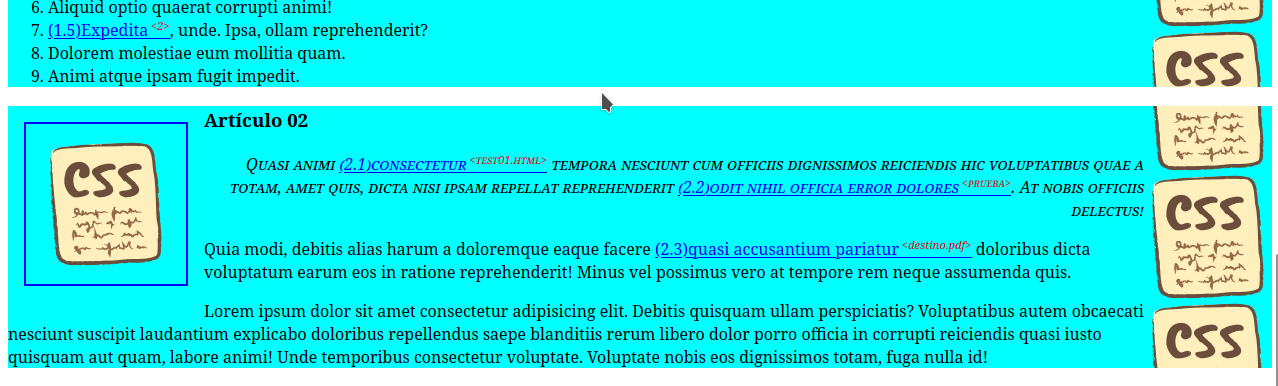 6. Aliquid optio quaerat corrupti animi!
7. (1.5)Expedita <2>, unde. Ipsa, ollam reprehenderit?
8. Dolorem molestiae eum mollitia quam.
9. Animi atque ipsam fugit impedit.
CSS
CSS
Artículo 02
Quasi animi (2.1)consectetur <test01.html> tempora nesciunt cum officiis dignissimos reiciendis hic voluptatibus quae a
totam, amet quis, dicta nisi ipsam repellat reprehenderit (2.2)odit nihil officia error dolores <prueba>. At nobis officiis
delectus!
CSS
Quia modi, debitis alias harum a doloremque eaque facere (2.3)quasi accusantium pariatur <destino.pdf> doloribus dicta
voluptatum earum eos in ratione reprehenderit! Minus vel possimus vero at tempore rem neque assumenda quis.
Lorem ipsum dolor sit amet consectetur adipisicing elit. Debitis quisquam ullam perspiciatis? Voluptatibus autem obcaecati
nesciunt suscipit laudantium explicabo doloribus repellendus saepe blanditiis rerum libero dolor porro officia in corrupti reiciendis quasi iusto
quisquam aut quam, labore animi! Unde temporibus consectetur voluptate. Voluptate nobis eos dignissimos totam, fuga nulla id!
CSS